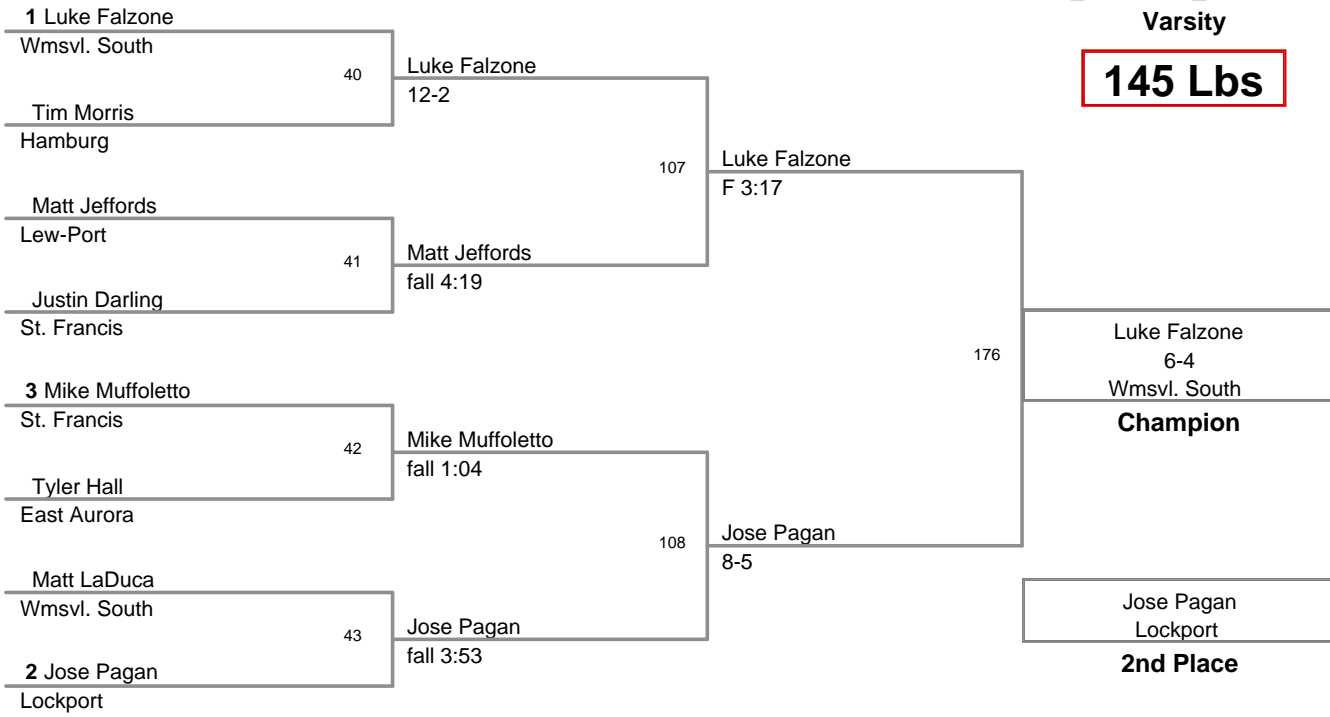 1 Luke Falzone
Wmsvl. South
40
Tim Morris
Hamburg
Matt Jeffords
Lew-Port
41
Justin Darling
St. Francis
3 Mike Muffoletto
St. Francis
42
Tyler Hall
East Aurora
Matt LaDuca
Wmsvl. South
43
2 Jose Pagan
Lockport
Luke Falzone
12-2
107
Matt Jeffords
fall 4:19
Mike Muffoletto
fall 1:04
108
Jose Pagan
fall 3:53
Luke Falzone
F 3:17
176
Jose Pagan
8-5
Varsity
145 Lbs
Luke Falzone
6-4
Wmsvl. South
Champion
Jose Pagan
Lockport
2nd Place